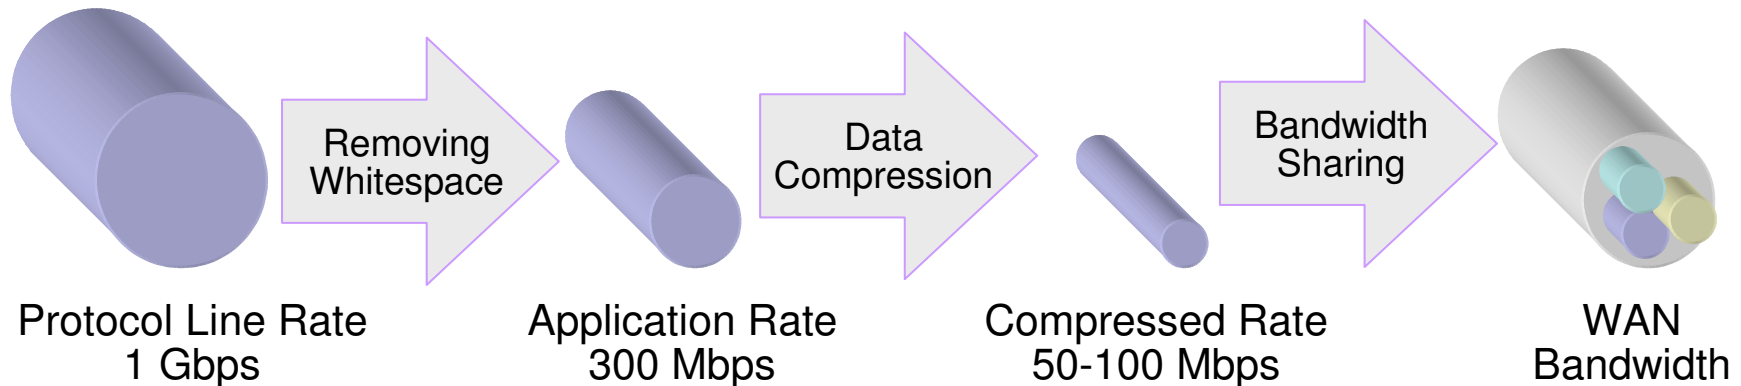 Removing
Whitespace
Data
Compression
Bandwidth
Sharing
Protocol Line Rate
1 Gbps
Application Rate
300 Mbps
Compressed Rate
50-100 Mbps
WAN
Bandwidth